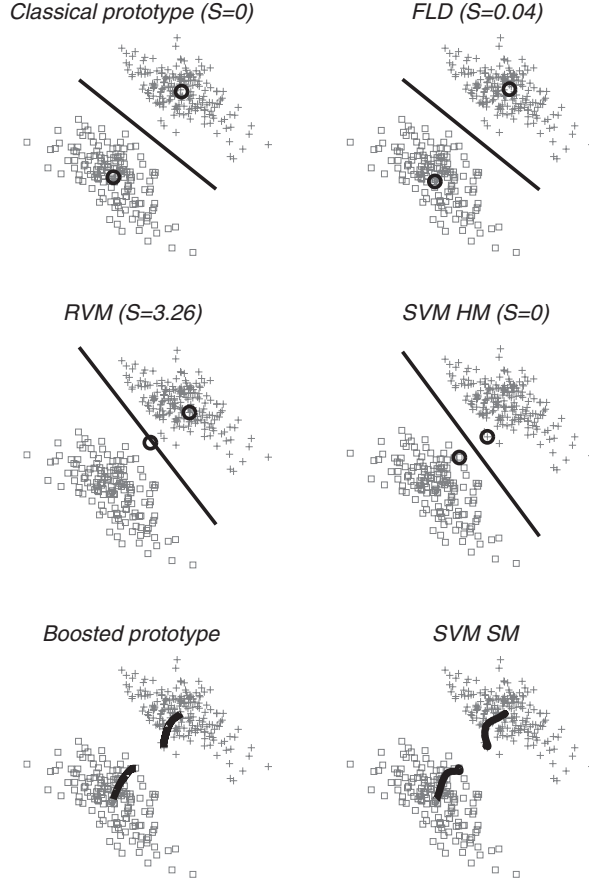 Classical prototype (S=0)
FLD (S=0.04)
RVM (S=3.26)
SVM HM (S=0)
Boosted prototype
SVM SM